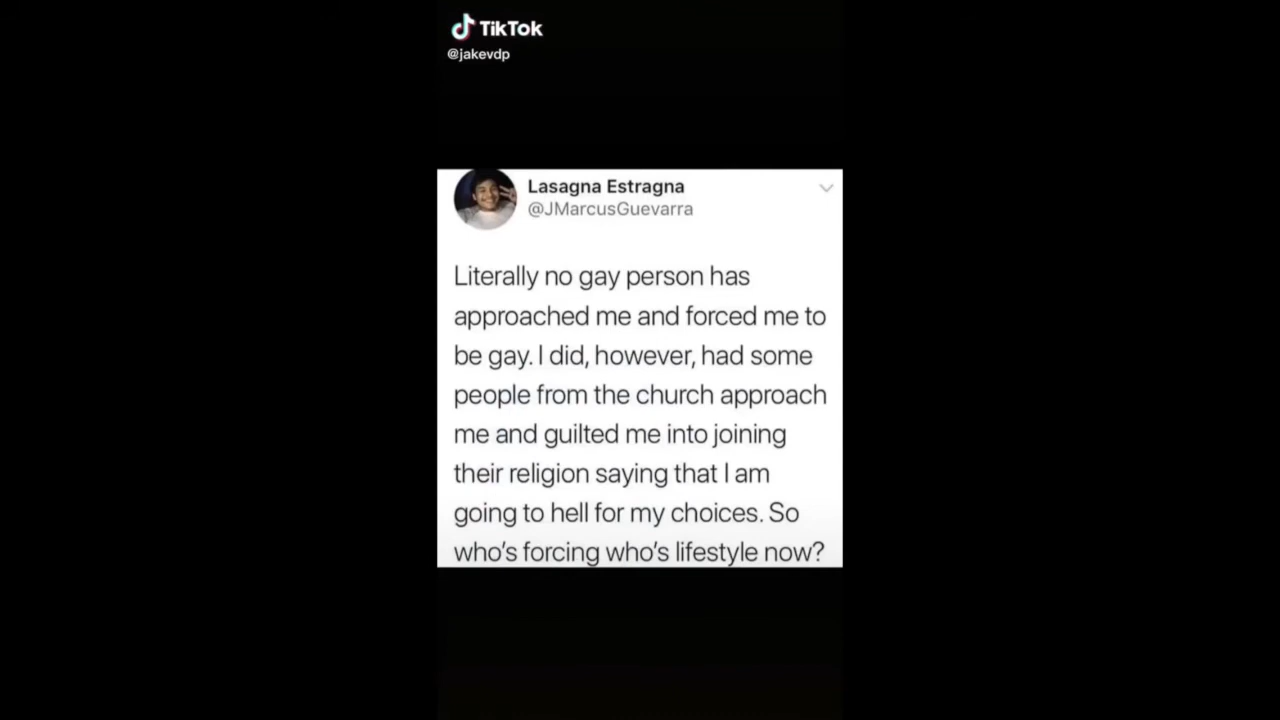 TikTok
@jakevdp
Lasagna Estragna
@JMarcusGuevarra
Literally no gay person has
approached me and forced me to
be gay. I did, however, had some
people from the church approach
me and guilted me into joining
their religion saying that I am
going to hell for my choices. So
who's forcing who's lifestyle now?